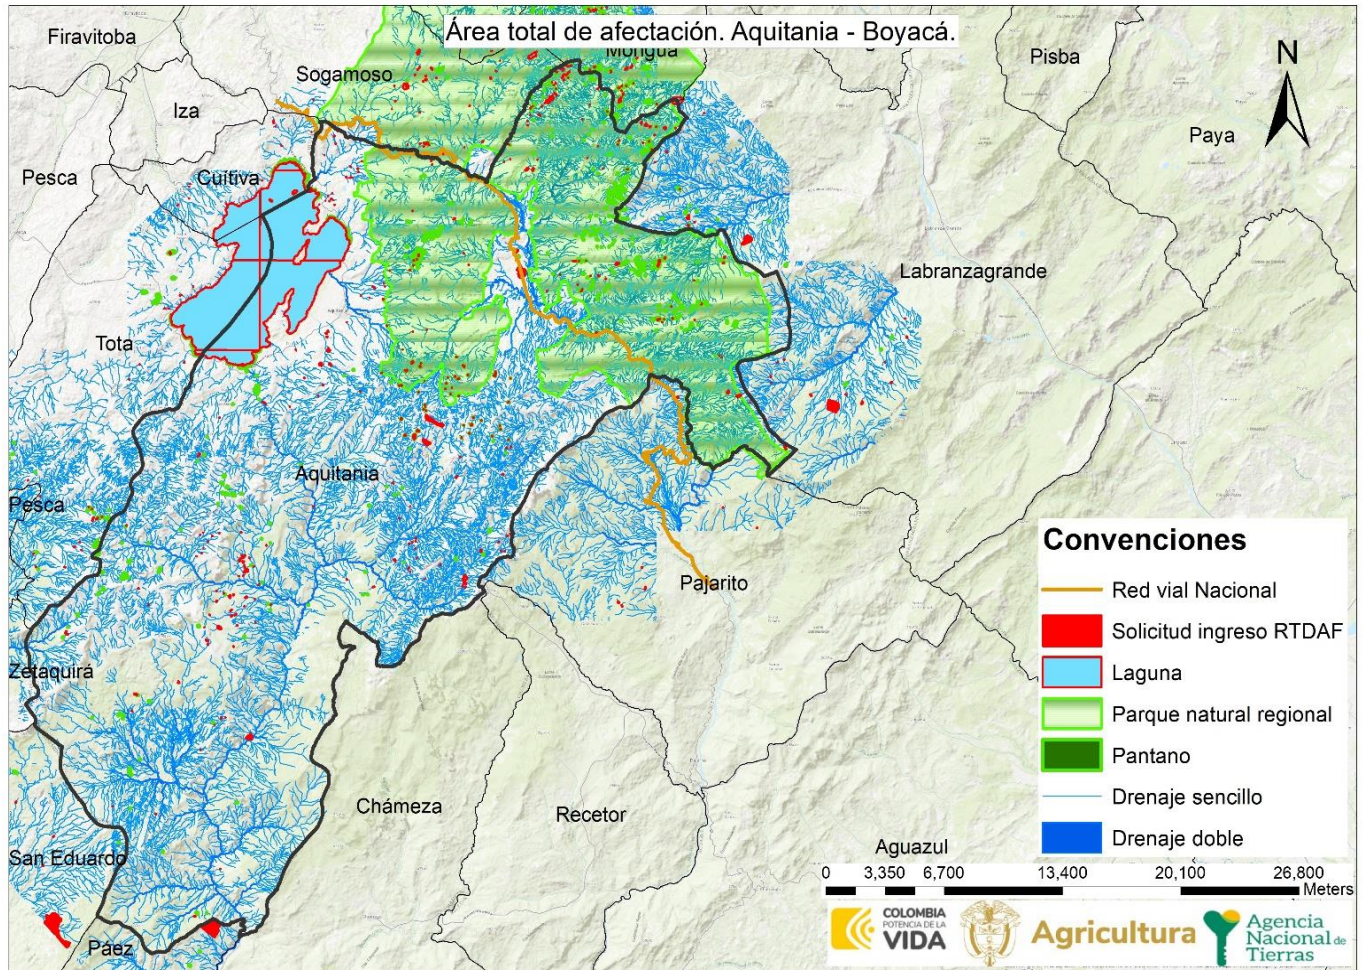 Área total de afectación. Aquitania - Boyacá.
Firavitoba
Mongua
Pisba
N
Sogamoso
Iza
Paya
Pesca
Cuítiva
Labranzagrande
Tota
Aquitania
Pesca
Pajarito
Zetaquirá
Chámeza
Recetor
San Eduardo
Aguazul
Páez
Convenciones
Red vial Nacional
Solicitud ingreso RTDAF
Laguna
Parque natural regional
Pantano
Drenaje sencillo
Drenaje doble
0 3,350 6,700 13,400 20,100 26,800
Meters
COLOMBIA
POTENCIA DE LA
VIDA
Agricultura
Agencia
Nacional de
Tierras